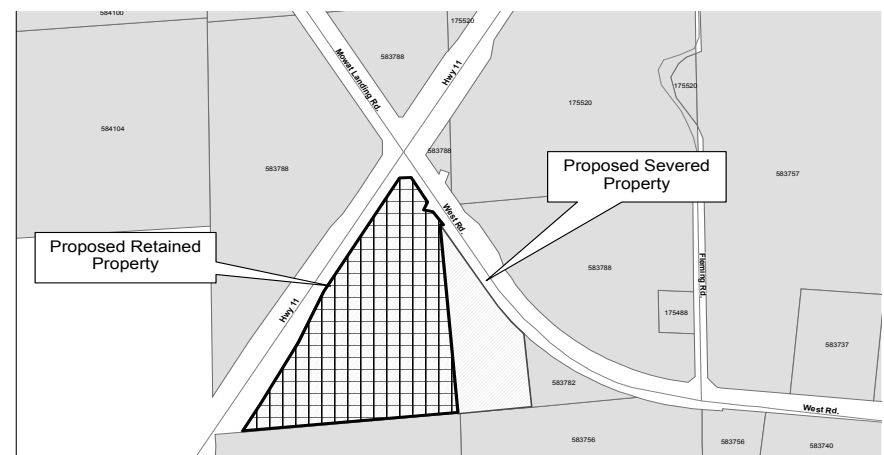 584100
175520
Mowat Landing Rd.
583788
Hwy 11
175520
175520
584104
583788
583788
583757
Proposed Severed
Property
West Rd.
Proposed Retained
Property
583788
Fleming Rd.
Hwy 11
175488
583737
583782
West Rd.
583756
583756
583740